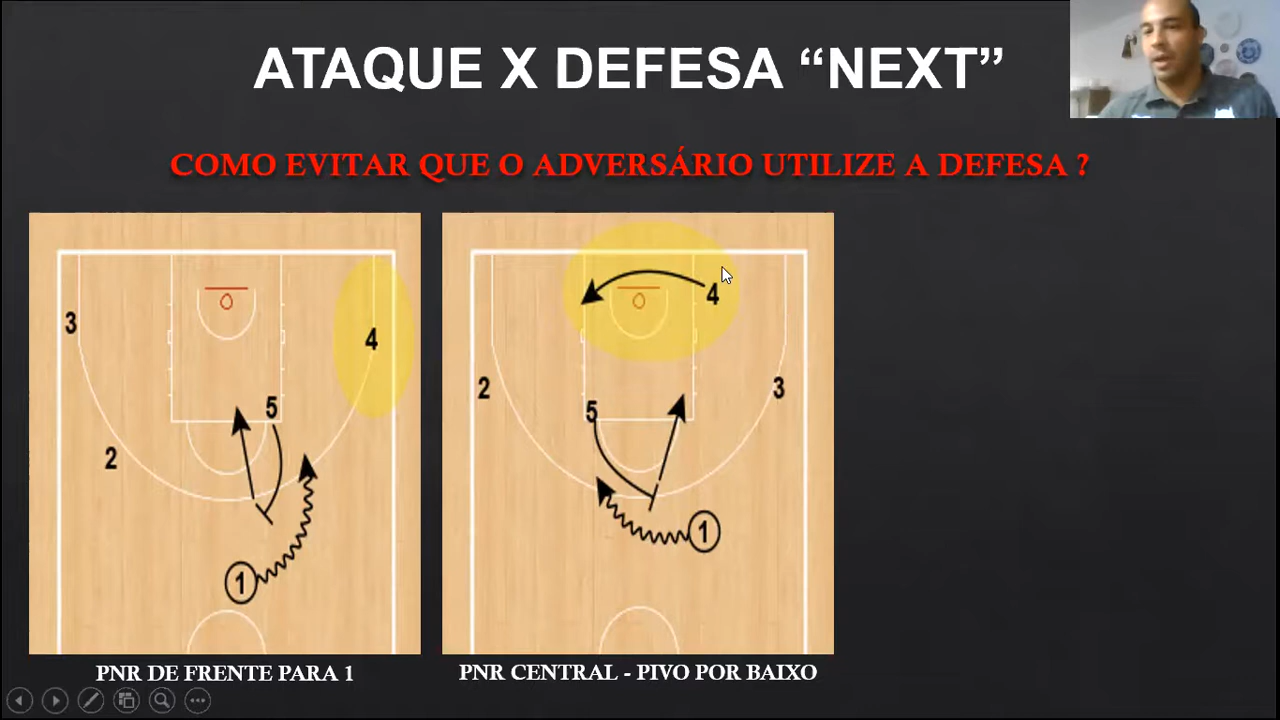 ATAQUE X DEFESA “NEXT”
COMO EVITAR QUE O ADVERSÁRIO UTILIZE A DEFESA ?
3
4
5
2
1
4
2
3
5
1
PNR DE FRENTE PARA 1
PNR CENTRAL - PIVO POR BAIXO